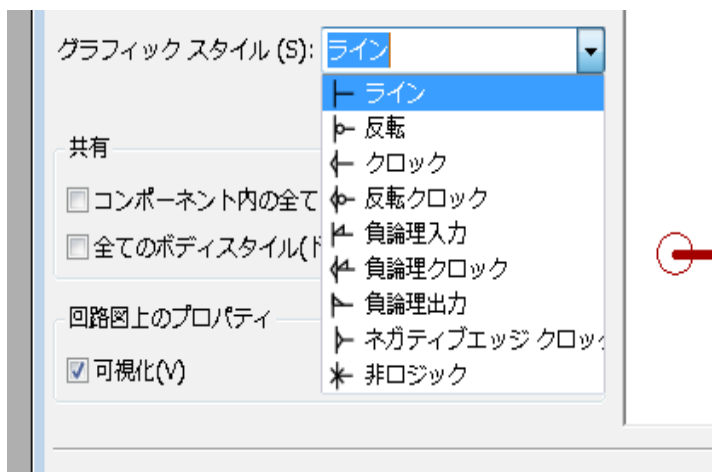 グラフィック スタイル (S): ライン
ライン
反転
共有
クロック
コンポーネント内の全て
反転クロック
負論理入力
全てのボディスタイル(ド
負論理クロック
負論理出力
回路図上のプロパティ
ネガティブエッジ クロッ
可視化(V)
非ロジック